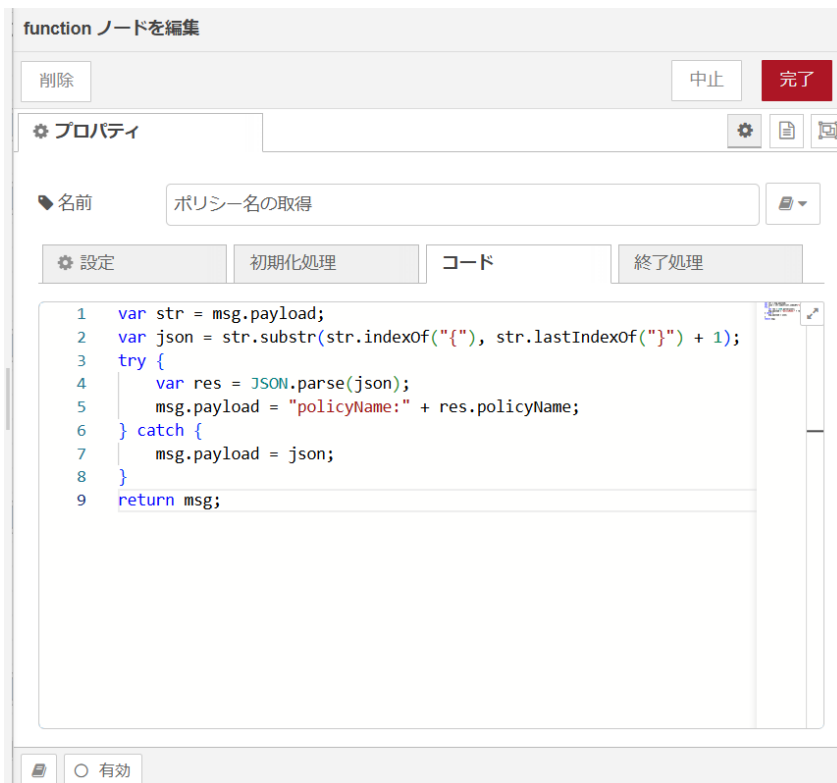 function ノードを編集
削除
中止
完了
プロパティ
名前
ポリシー名の取得
設定
初期化処理
コード
終了処理
1 var str = msg.payload;
2 var json = str.substr(str.indexOf("{"), str.lastIndexOf("}") + 1);
3 try {
4 var res = JSON.parse(json);
5 msg.payload = "policyName:" + res.policyName;
6 } catch {
7 msg.payload = json;
8 }
9 return msg;
有効